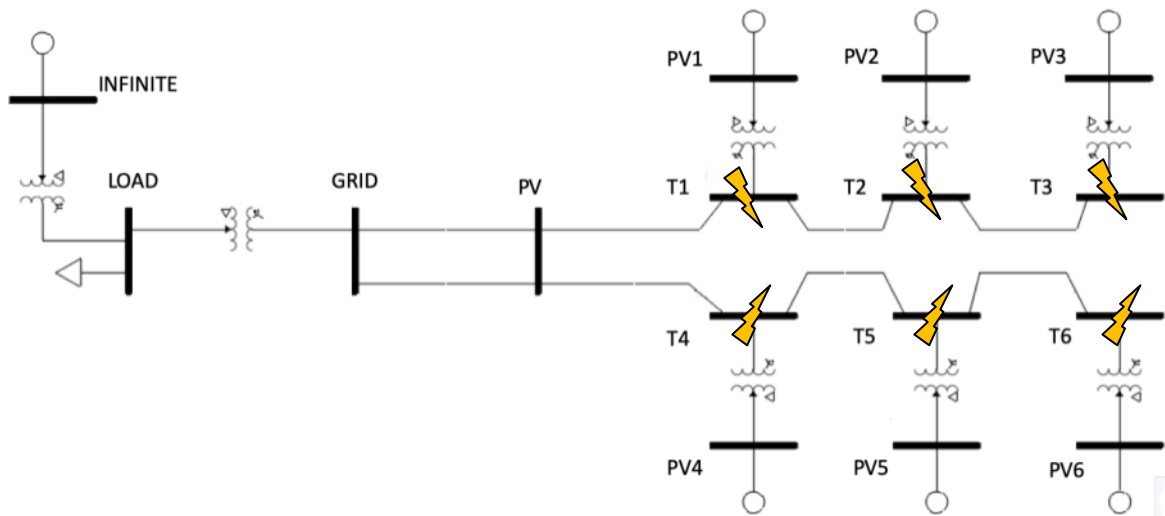 PV1
PV2
PV3
INFINITE
LOAD
GRID
PV
T1
T2
T3
T4
T5
T6
PV4
PV5
PV6